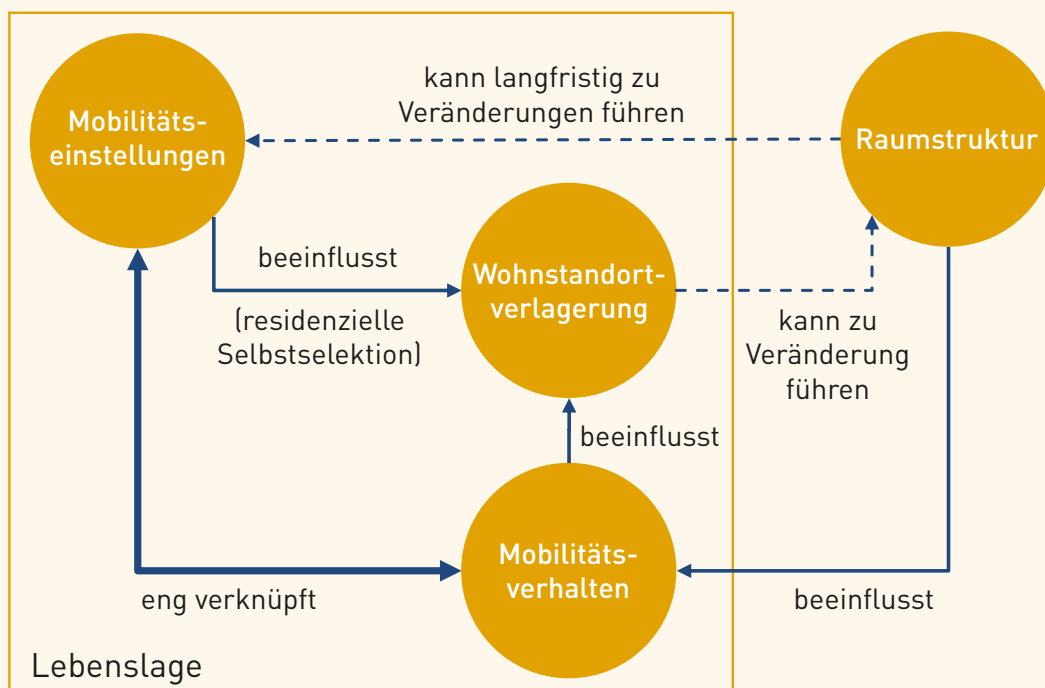 kann langfristig zu
Veränderungen führen
Mobilitäts-
einstellungen
Raumstruktur
beeinflusst
(residenzielle
Selbstselektion)
Wohnstandort-
verlagerung
kann zu
Veränderung
führen
beeinflusst
Mobilitäts-
verhalten
eng verknüpft
beeinflusst
Lebenslage